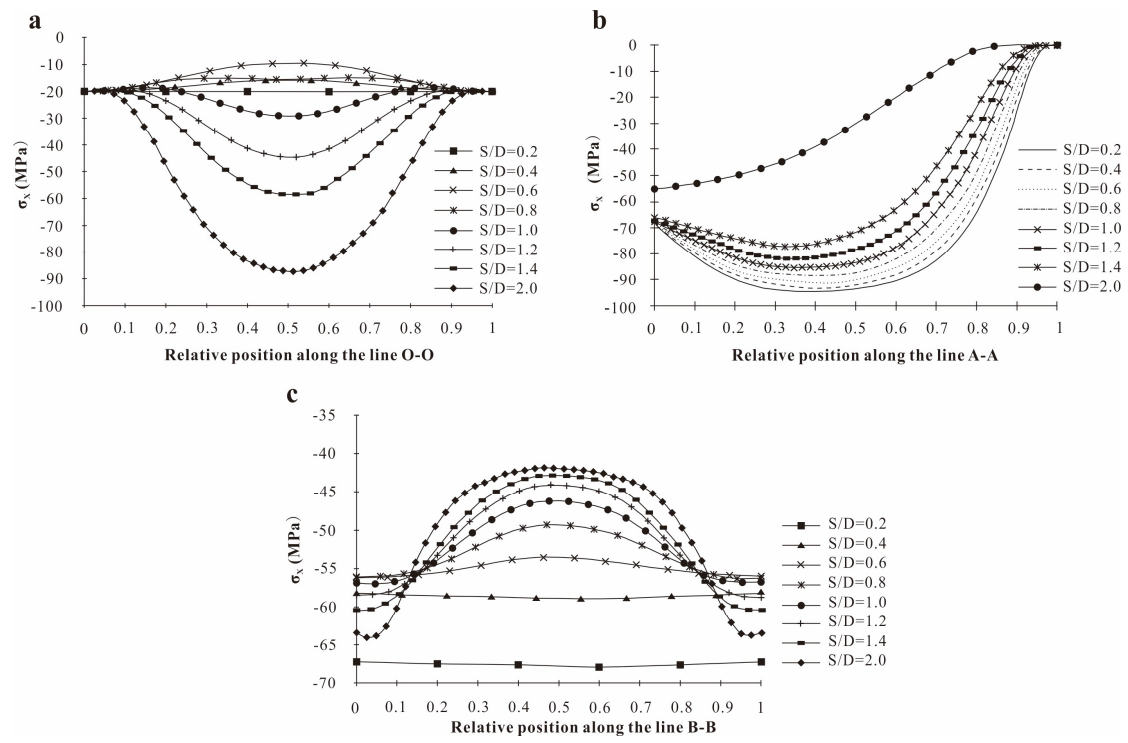 a
0
-10
-20
-30
-40
-50
-60
-70
-80
-90
-100
σx (MPa)
0 0.1 0.2 0.3 0.4 0.5 0.6 0.7 0.8 0.9 1
Relative position along the line O-O
S/D=0.2
S/D=0.4
S/D=0.6
S/D=0.8
S/D=1.0
S/D=1.2
S/D=1.4
S/D=2.0
b
0
-10
-20
-30
-40
-50
-60
-70
-80
-90
-100
σx (MPa)
0 0.1 0.2 0.3 0.4 0.5 0.6 0.7 0.8 0.9 1
Relative position along the line A-A
S/D=0.2
S/D=0.4
S/D=0.6
S/D=0.8
S/D=1.0
S/D=1.2
S/D=1.4
S/D=2.0
c
-35
-40
-45
-50
-55
-60
-65
-70
σx (MPa)
0 0.1 0.2 0.3 0.4 0.5 0.6 0.7 0.8 0.9 1
Relative position along the line B-B
S/D=0.2
S/D=0.4
S/D=0.6
S/D=0.8
S/D=1.0
S/D=1.2
S/D=1.4
S/D=2.0